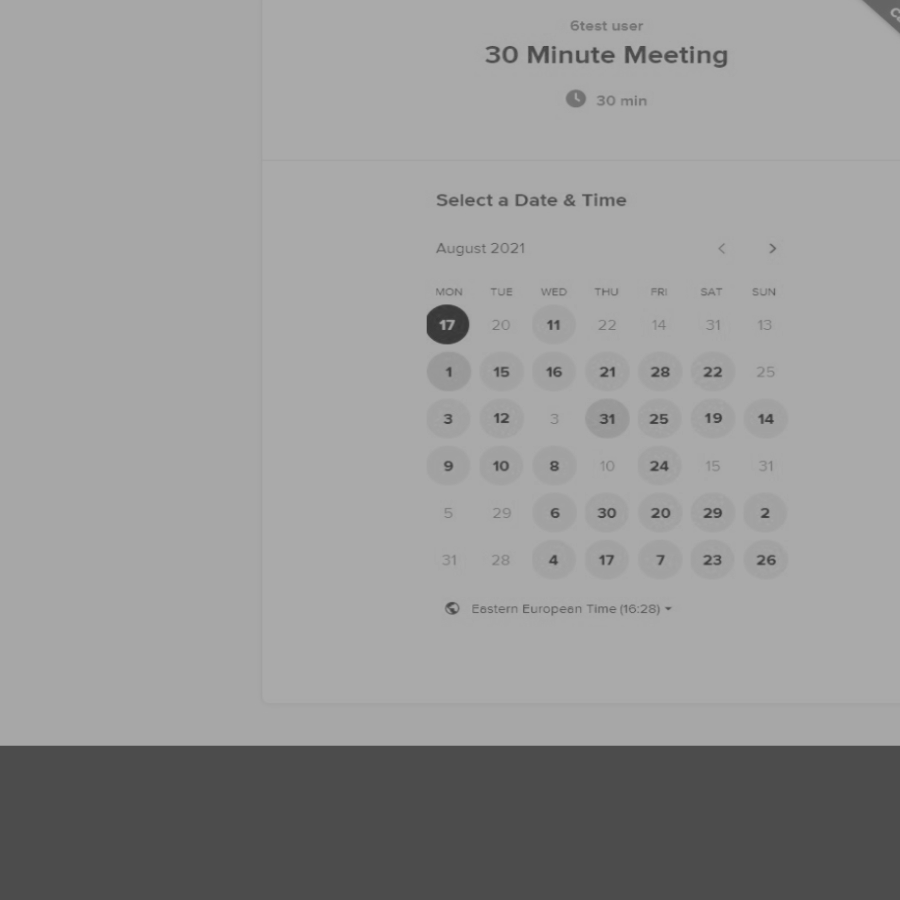 6test user
30 Minute Meeting
30 min
Select a Date & Time
August 2021
MON TUE WED THU FRI SAT SUN
17 20 11 22 14 31 13
1 15 16 21 28 22 25
3 12 3 31 25 19 14
9 10 8 10 24 15 31
5 29 6 30 20 29 2
31 28 4 17 7 23 26
Eastern European Time (16:28)